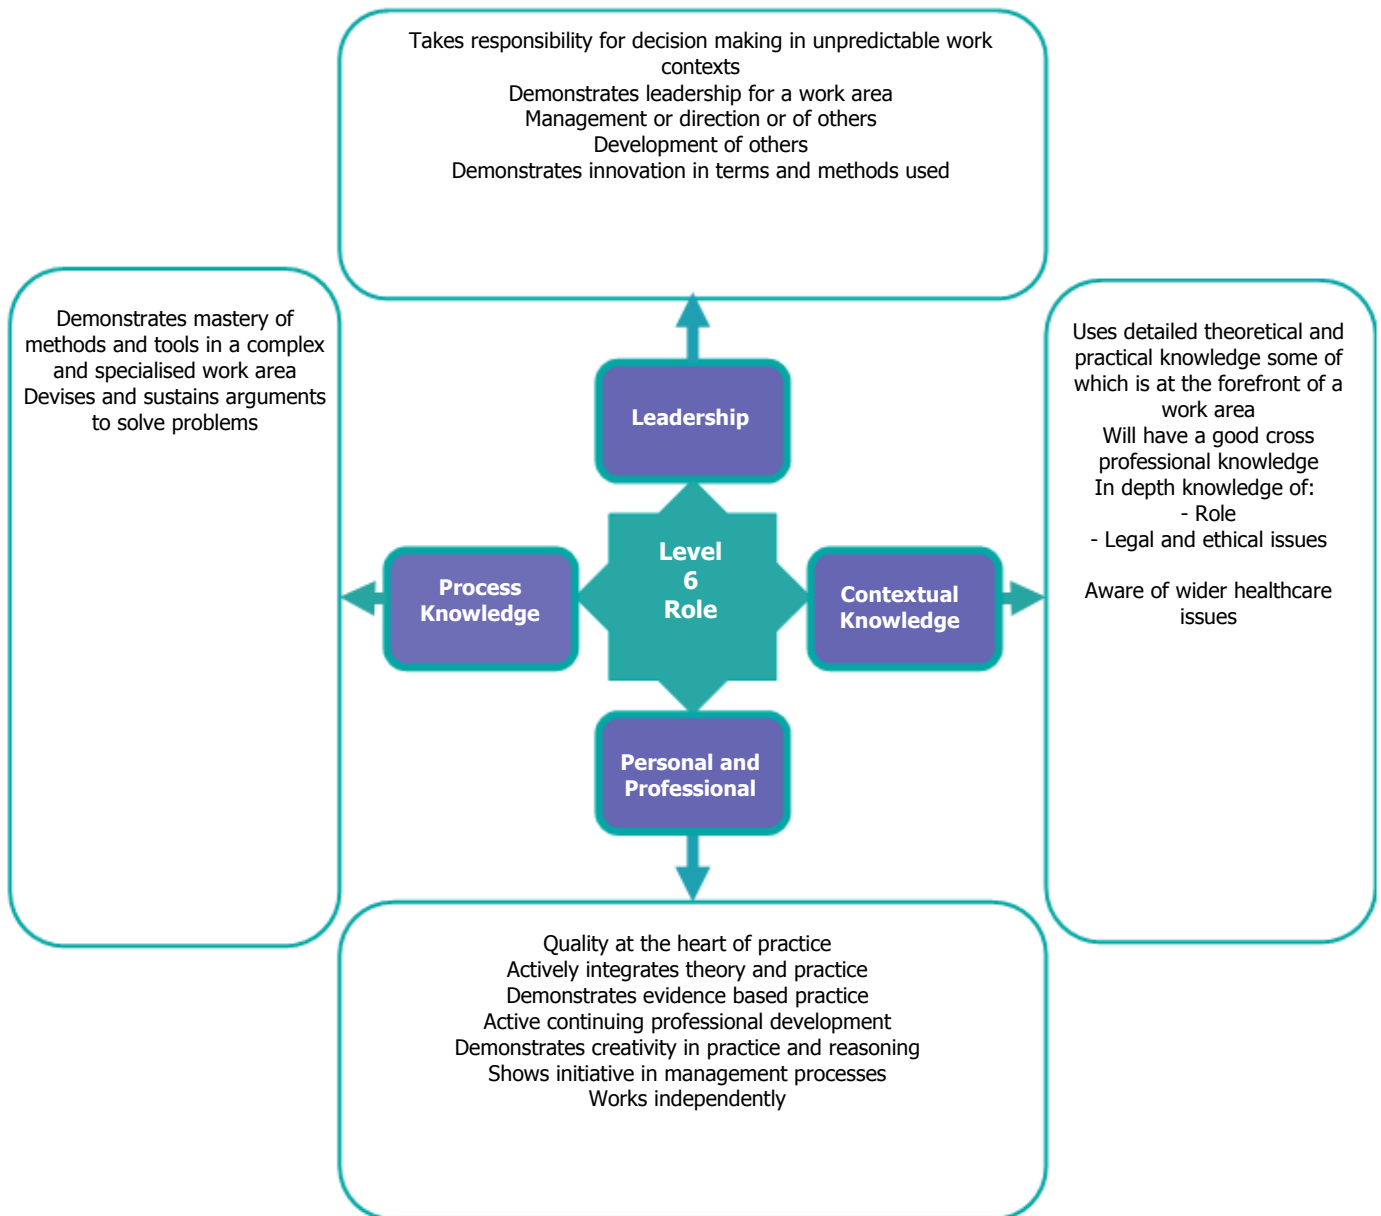 Takes responsibility for decision making in unpredictable work
contexts
Demonstrates leadership for a work area
Management or direction or of others
Development of others
Demonstrates innovation in terms and methods used
Demonstrates mastery of
methods and tools in a complex
and specialised work area
Devises and sustains arguments
to solve problems
Leadership
Process
Knowledge
Level
6
Role
Contextual
Knowledge
Personal and
Professional
Uses detailed theoretical and
practical knowledge some of
which is at the forefront of a
work area
Will have a good cross
professional knowledge
In depth knowledge of:
- Role
- Legal and ethical issues
Aware of wider healthcare
issues
Quality at the heart of practice
Actively integrates theory and practice
Demonstrates evidence based practice
Active continuing professional development
Demonstrates creativity in practice and reasoning
Shows initiative in management processes
Works independently